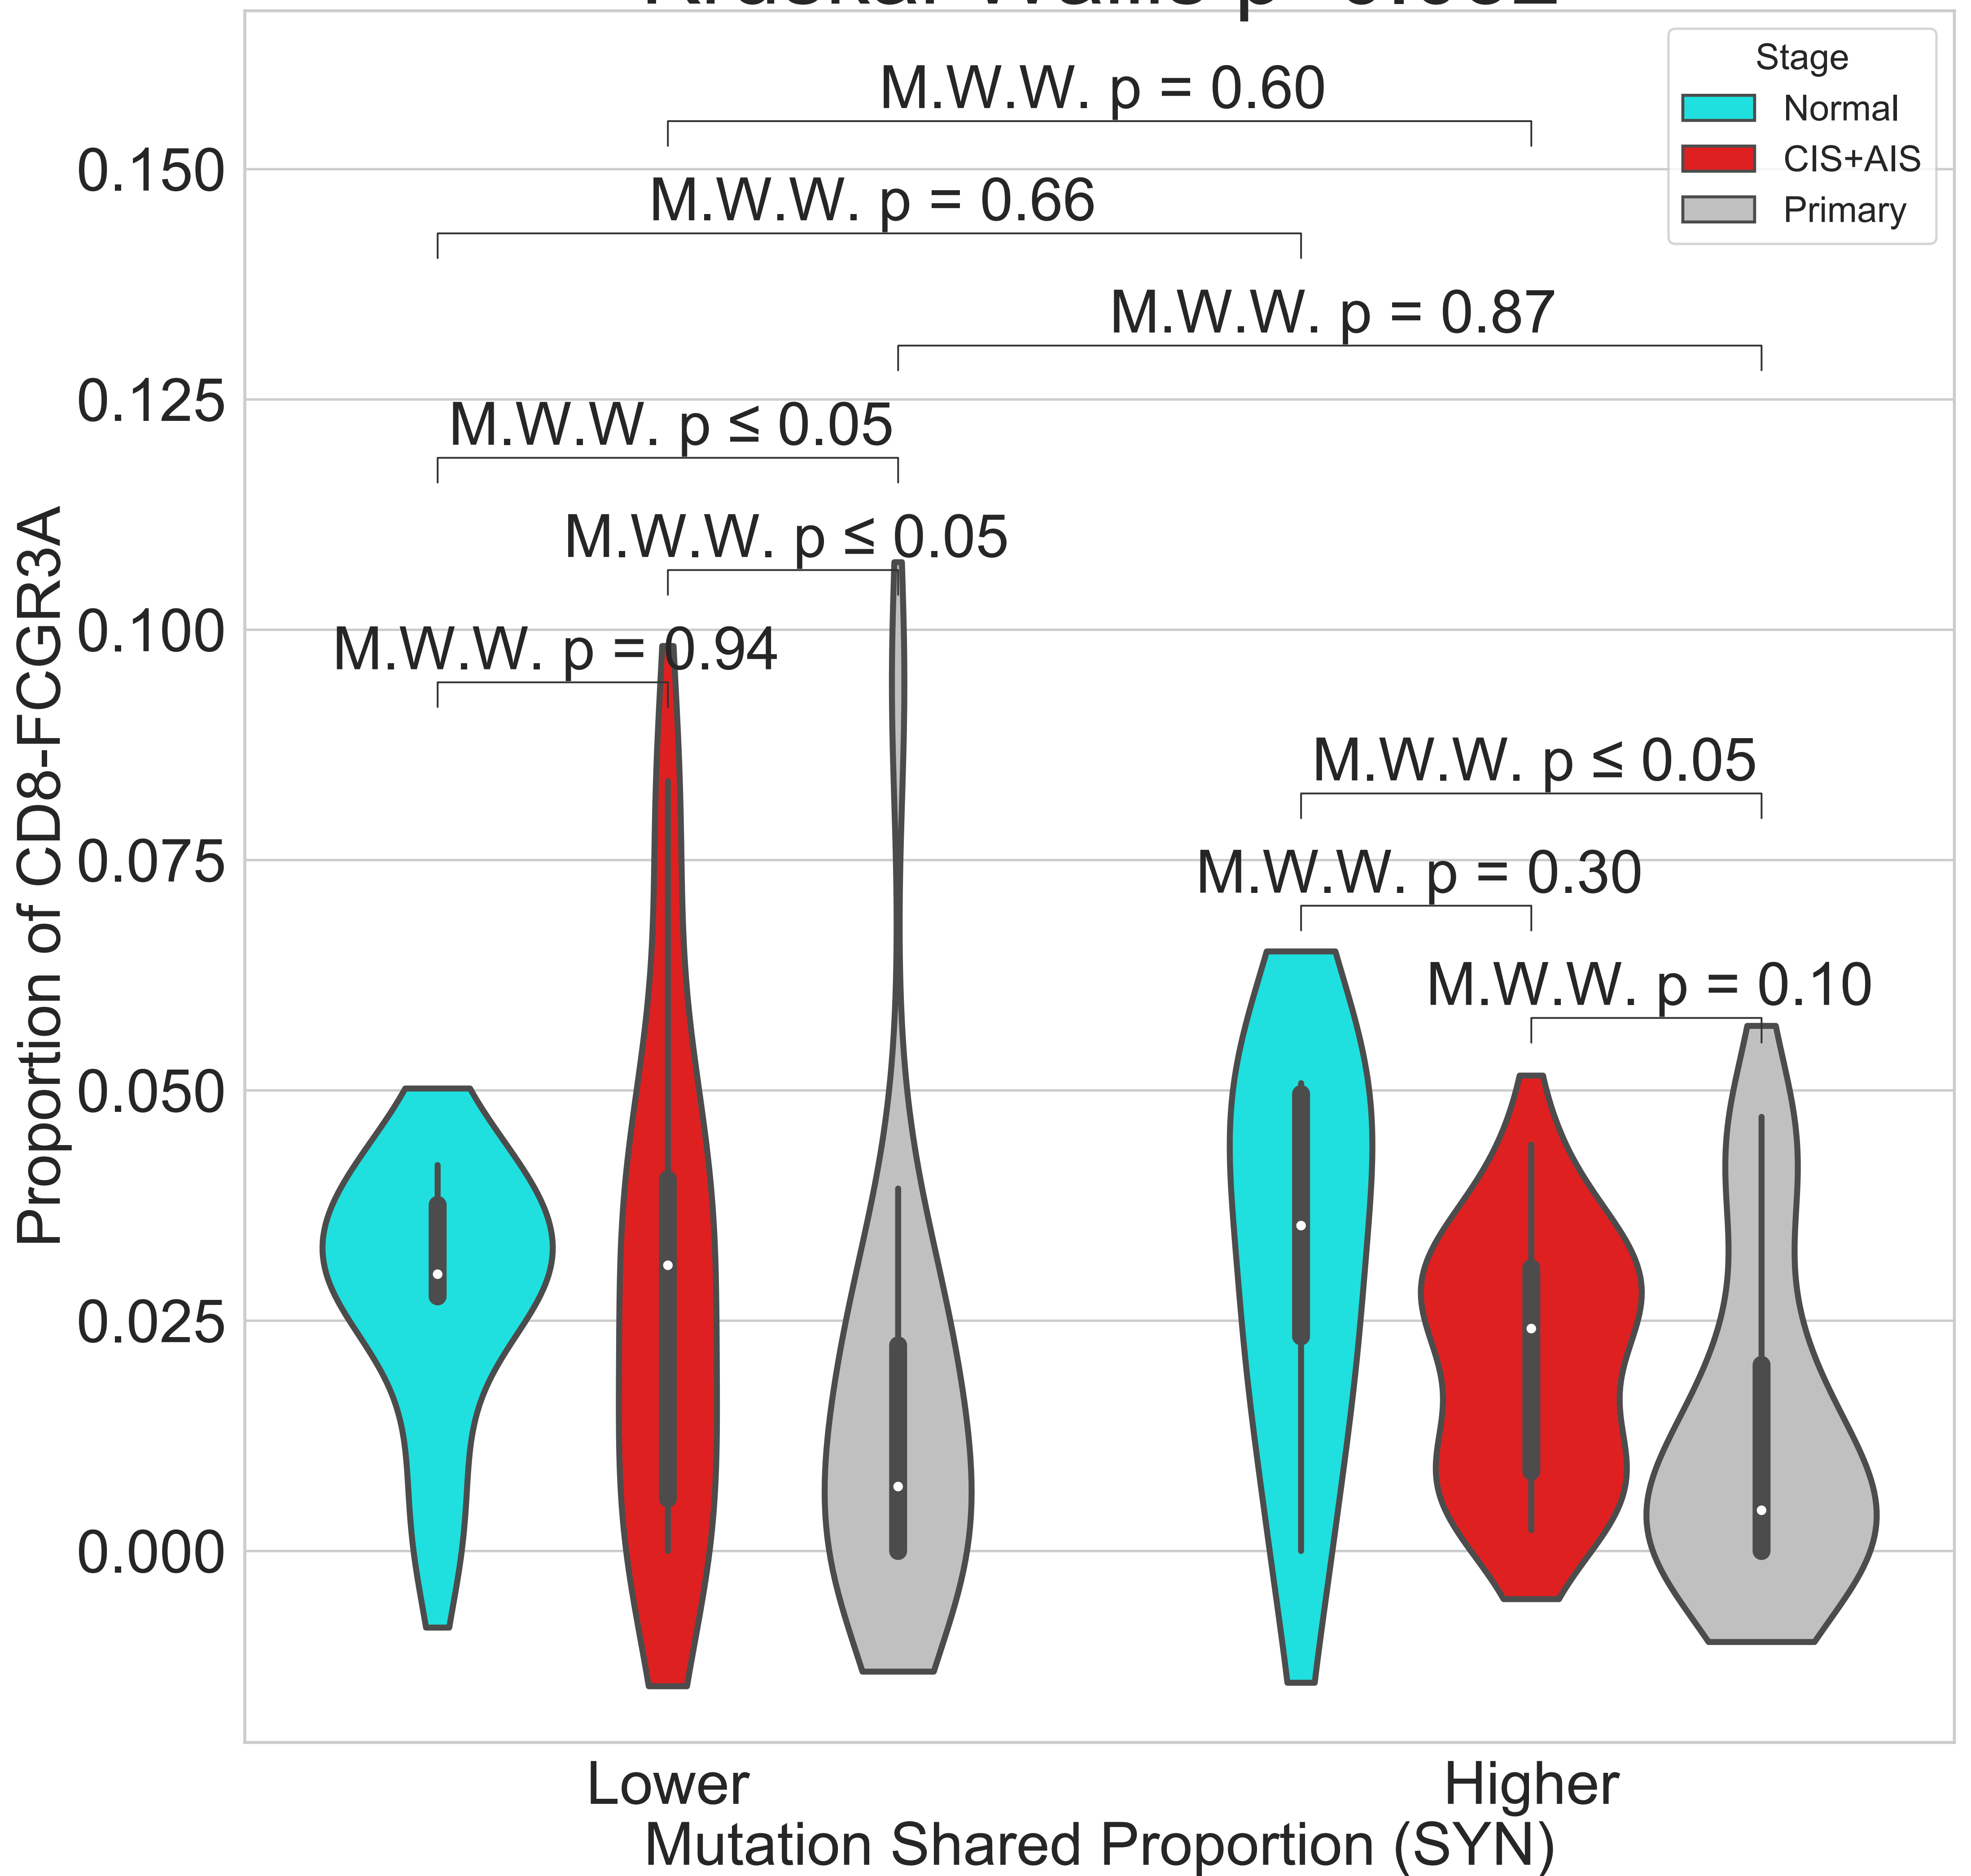 Stage
Normal
CIS+AIS
Primary
M.W.W. p = 0.60
M.W.W. p = 0.66
M.W.W. p = 0.87
M.W.W. p ≤ 0.05
M.W.W. p ≤ 0.05
M.W.W. p = 0.94
M.W.W. p ≤ 0.05
M.W.W. p = 0.30
M.W.W. p = 0.10
0.150
0.125
0.100
0.075
0.050
0.025
0.000
Proportion of CD8-FCGR3A
Lower
Higher
Mutation Shared Proportion (SYN)